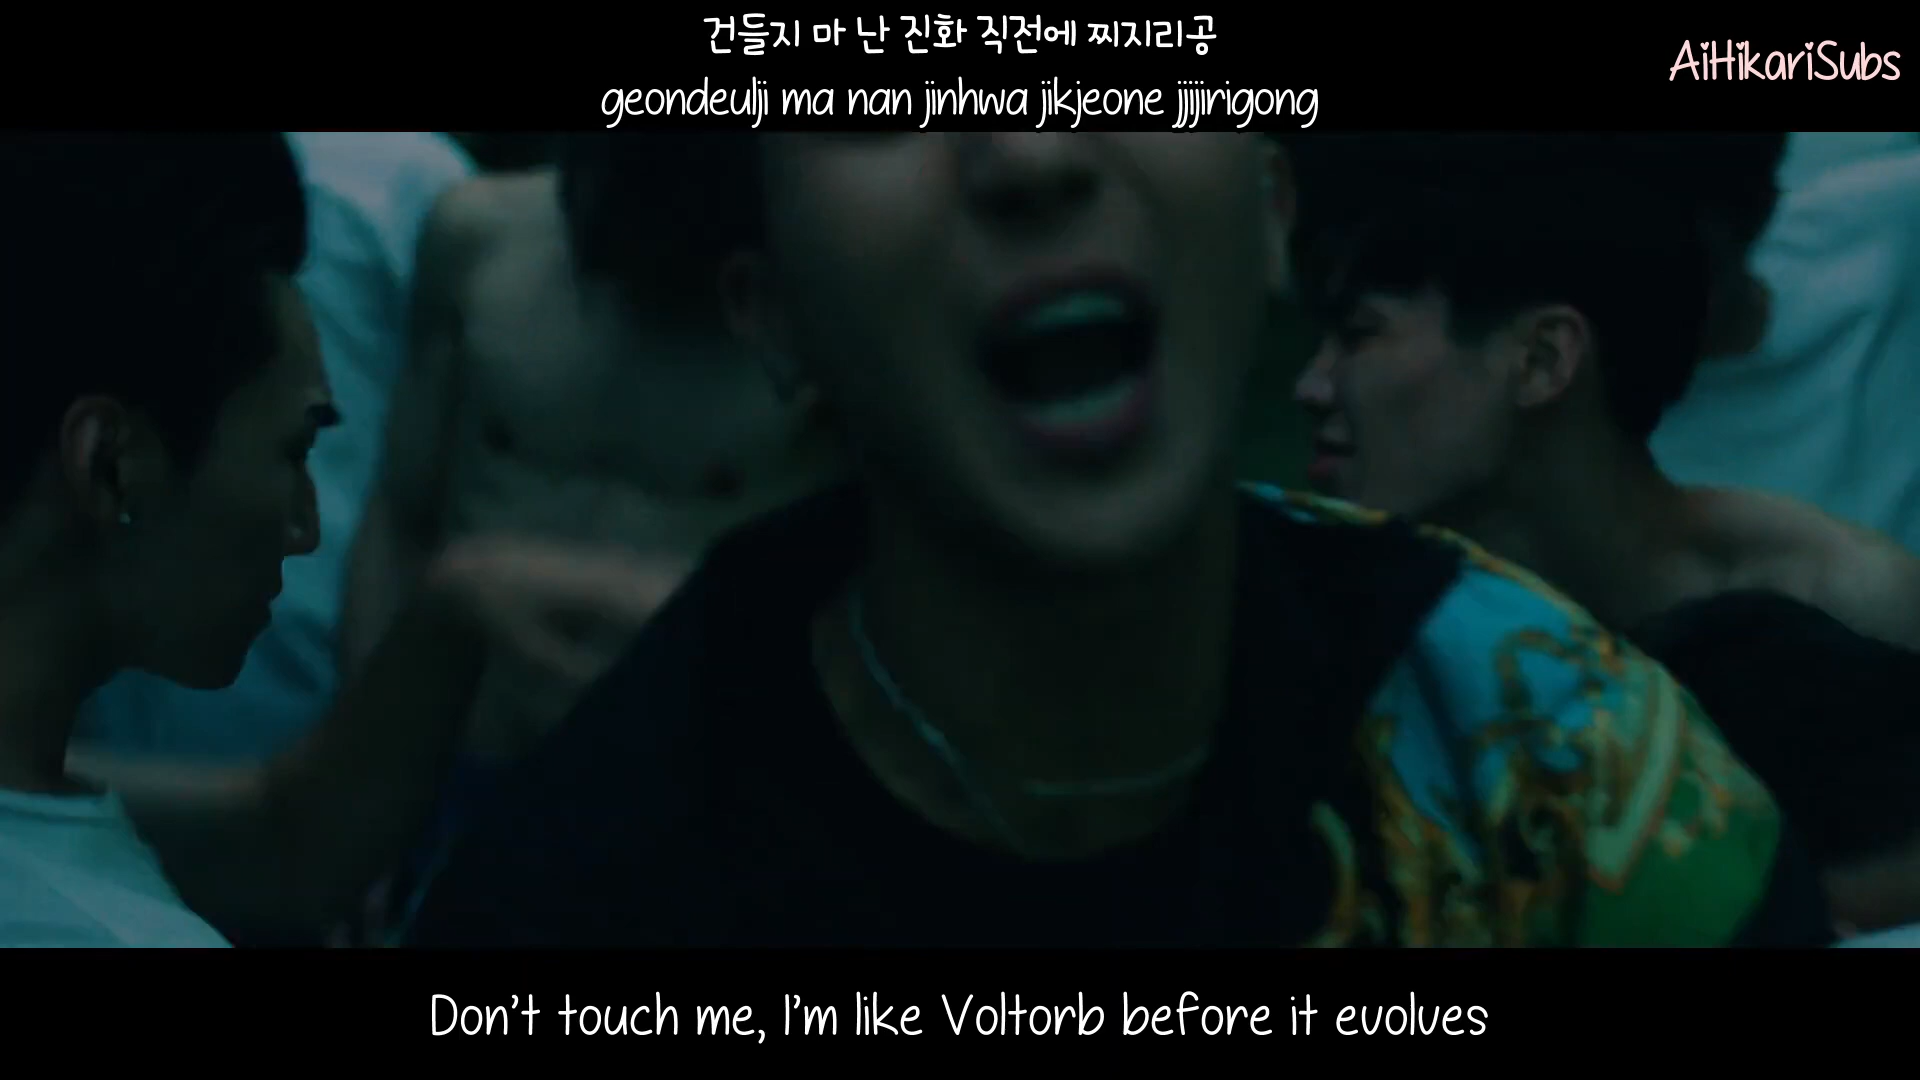 건들지 마 난 진화 직전에 찌지리공
AiHikariSubs
geondeulji ma nan jinhwa jikjeone jjijirigong
Don't touch me, I'm like Voltorb before it evolves